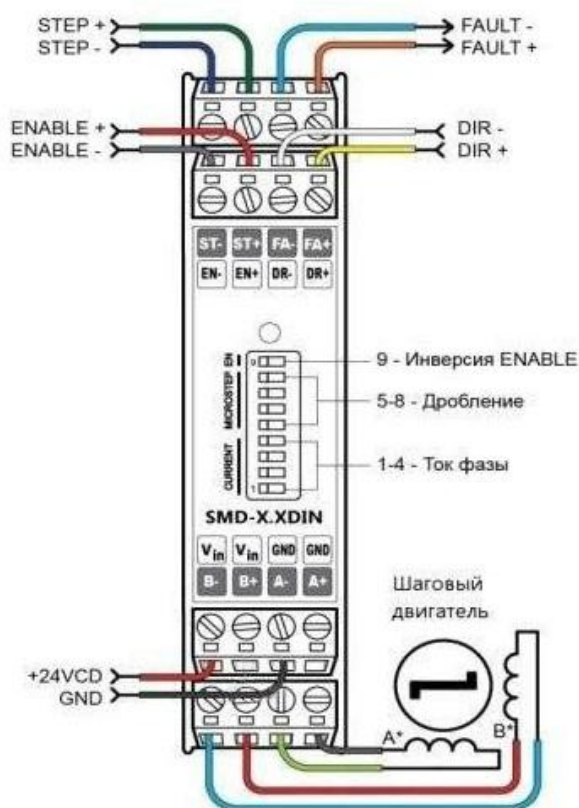 STEP +
STEP -
FAULT -
FAULT +
ENABLE +
ENABLE -
DIR -
DIR +
ST- ST+ FA- FA+
EN- EN+ DR- DR+
EN
9
MICROSTEP
CURRENT
1
9 - Инверсия ENABLE
5-8 - Дробление
1-4 - Ток фазы
SMD-X.XDIN
Vin Vin GND GND
B- B+ A- A+
Шаговый
двигатель
+24VCD
GND
A*
B*